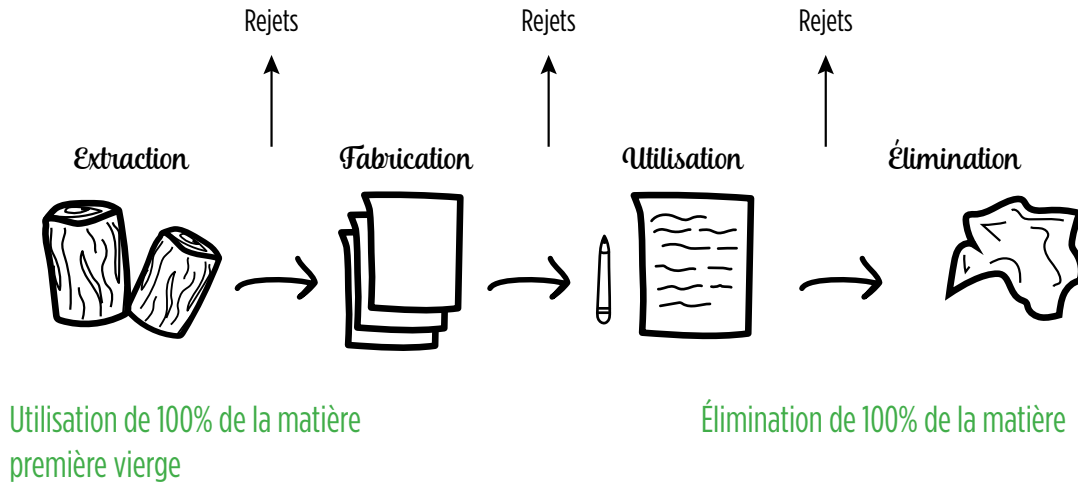 Rejets
Rejets
Rejets
Extraction
Fabrication
Utilisation
Élimination
Utilisation de 100% de la matière
première vierge
Élimination de 100% de la matière